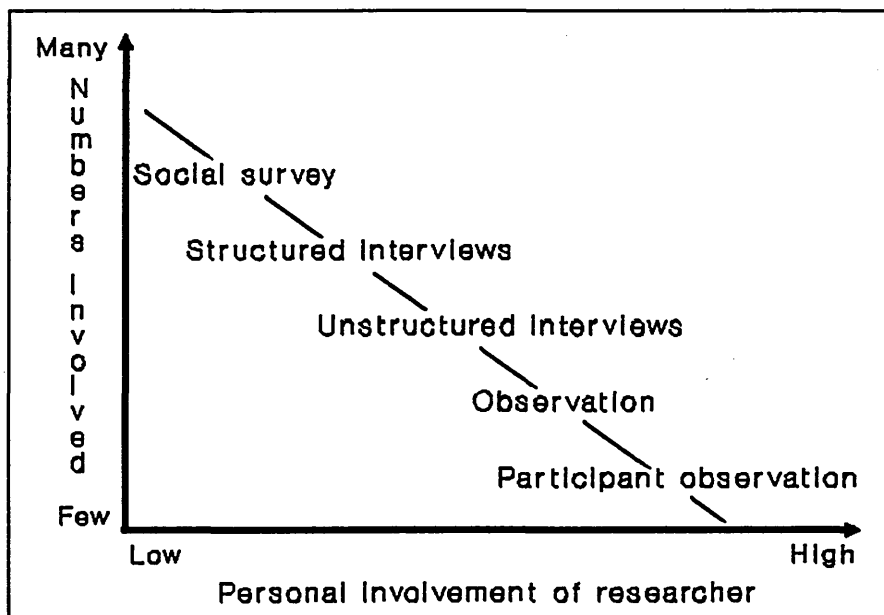 Many
Numbers Involved
Social survey
Structured interviews
Unstructured interviews
Observation
Participant observation
Few
Low
High
Personal involvement of researcher